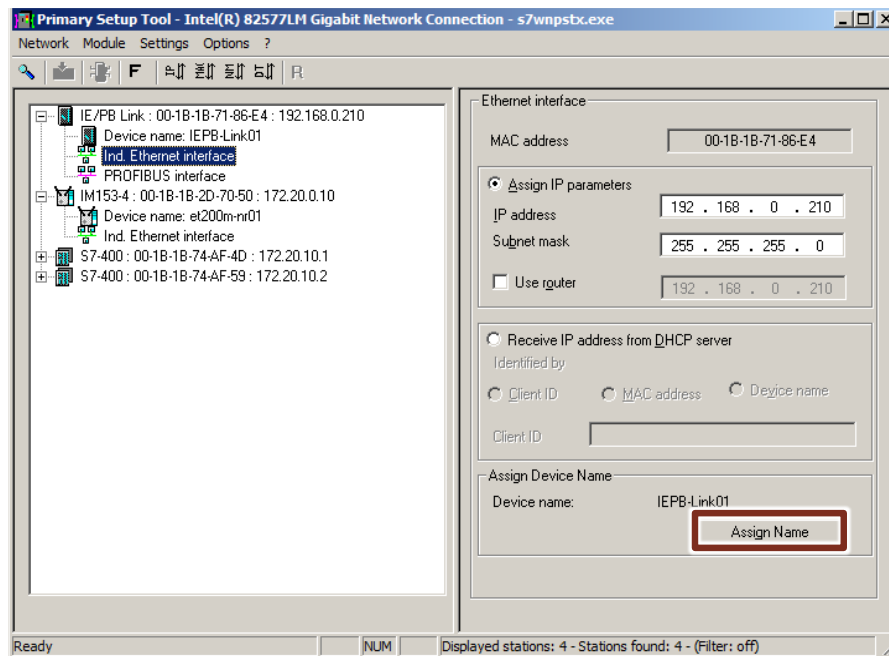 Primary Setup Tool - Intel(R) 82577LM Gigabit Network Connection - s7wnpstx.exe
Network Module Settings Options ?
F R
IE/PB Link : 00-1B-1B-71-86-E4 : 192.168.0.210
Device name: IEPB-Link01
Ind. Ethernet interface
PROFIBUS interface
IM153-4 : 00-1B-1B-2D-70-50 : 172.20.0.10
Device name: et200m-nr01
Ind. Ethernet interface
S7-400 : 00-1B-1B-74-AF-4D : 172.20.10.1
S7-400 : 00-1B-1B-74-AF-59 : 172.20.10.2
Ethernet interface
MAC address 00-1B-1B-71-86-E4
Assign IP parameters
IP address 192 . 168 . 0 . 210
Subnet mask 255 . 255 . 255 . 0
Use router 192 . 168 . 0 . 210
Receive IP address from DHCP server
Identified by
Client ID MAC address Device name
Client ID
Assign Device Name
Device name: IEPB-Link01
Assign Name
Ready NUM Displayed stations: 4 - Stations found: 4 - (Filter: off)